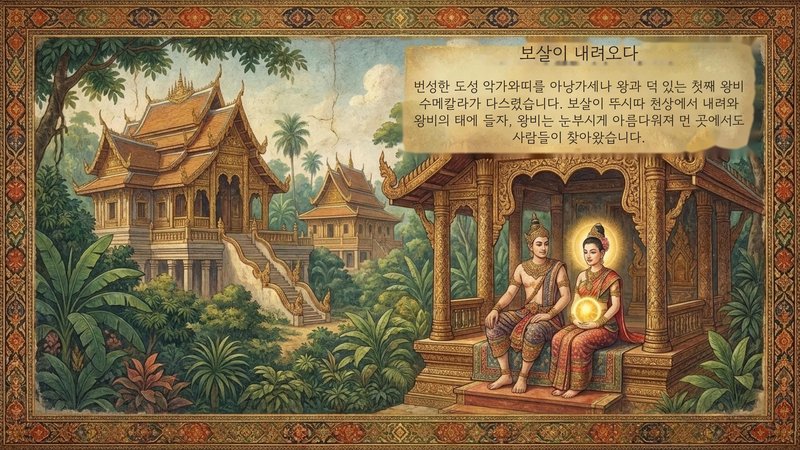 보살이 내려오다
번성한 도성 악가와띠를 아낭가세나 왕과 덕 있는 첫째 왕비
수메칼라가 다스렸습니다. 보살이 뚜시따 천상에서 내려와
왕비의 태에 들자, 왕비는 눈부시게 아름다워져 먼 곳에서도
사람들이 찾아왔습니다.